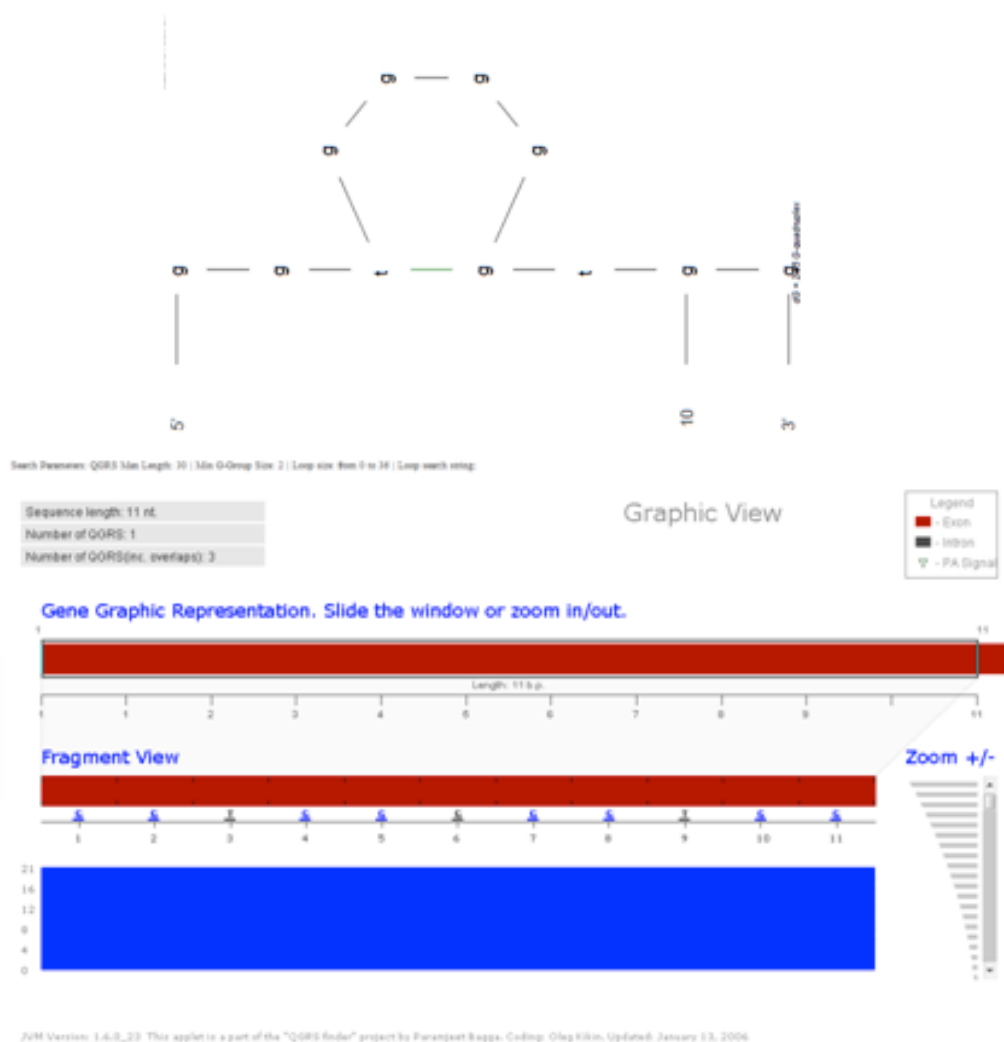 g g
g g
g g t g t g g
5' 10 3'
Search Parameters: QGRS Max Length: 30 | Min G-Group Size: 2 | Loop size: from 0 to 36 | Loop search string:
Sequence length: 11 nt.
Number of QGRS: 1
Number of QGRS(inc. overlaps): 3
Graphic View
Legend
- Exon
- Intron
- PA Signal
Gene Graphic Representation. Slide the window or zoom in/out.
1 11
Length: 11 b.p.
1 1 2 3 4 5 6 7 8 9 11
Fragment View
Zoom +/-
G G T G G G G G T G G
1 2 3 4 5 6 7 8 9 10 11
21
16
12
8
4
0
JVM Version: 1.6.0_23 This applet is a part of the "QGRS finder" project by Paramjeet Bagga. Coding: Oleg Kikin. Updated: January 13, 2006